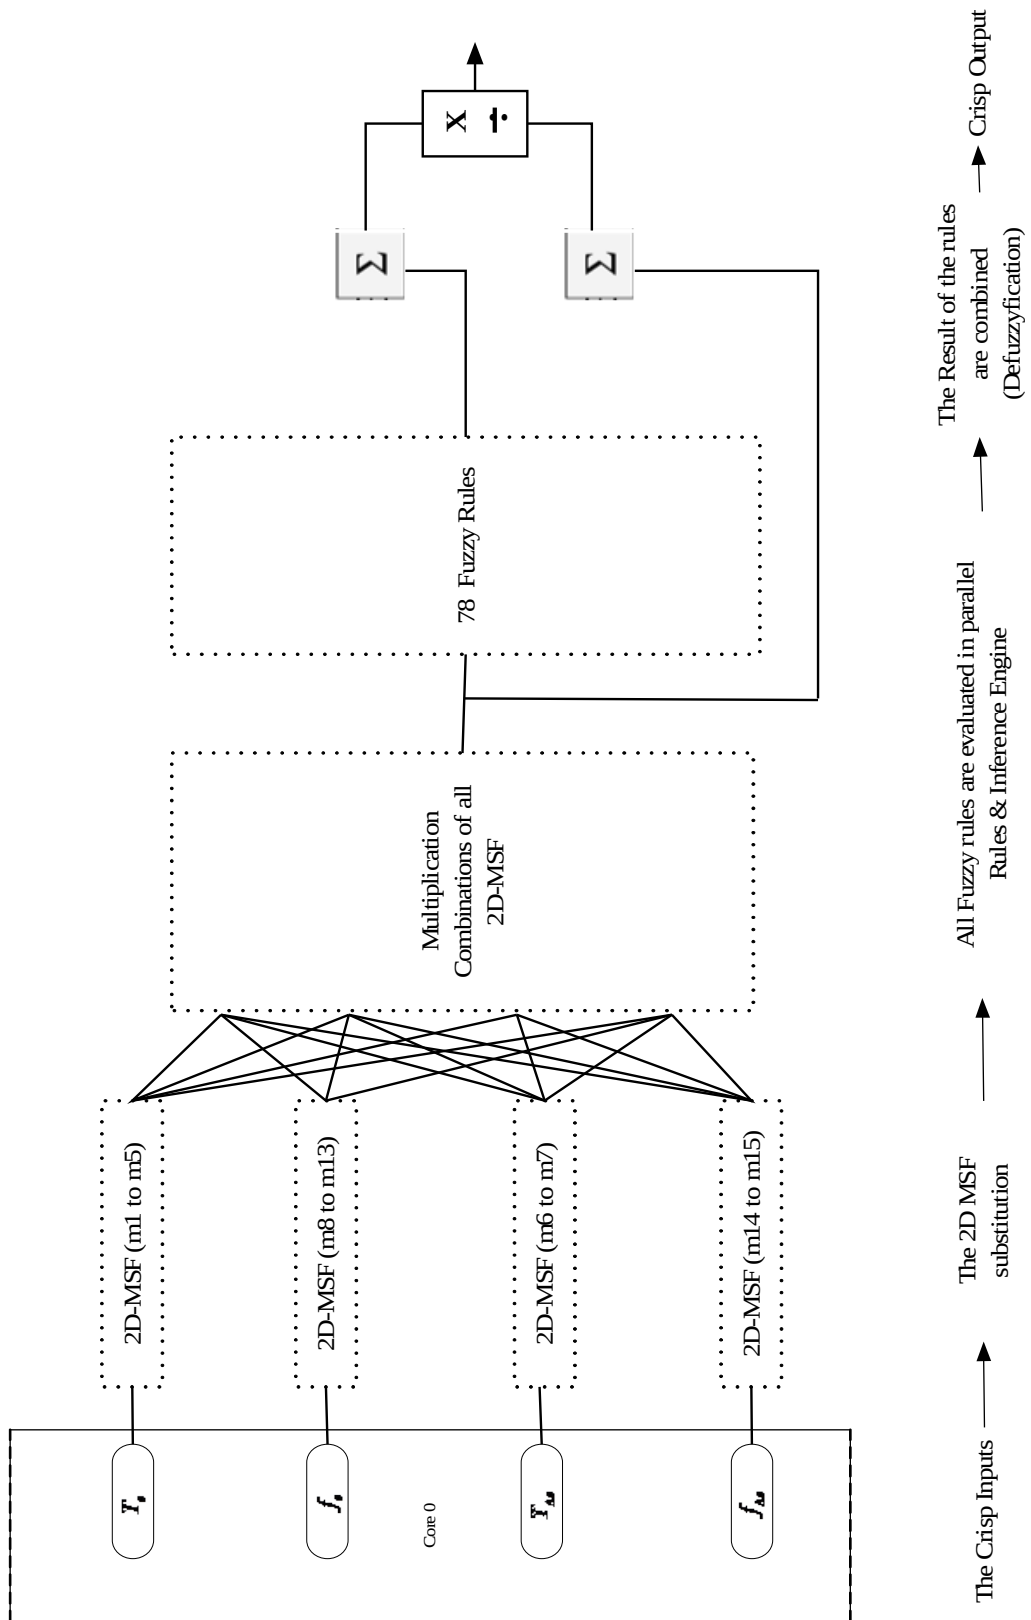 T₀
f₀
Core 0
2D-MSF (m1 to m5)
2D-MSF (m8 to m13)
2D-MSF (m6 to m7)
2D-MSF (m14 to m15)
Multiplication
Combinations of all
2D-MSF
78 Fuzzy Rules
Σ
Σ
X
÷
The Crisp Inputs
The 2D MSF
substitution
All Fuzzy rules are evaluated in parallel
Rules & Inference Engine
The Result of the rules
are combined
(Defuzzyfication)
Crisp Output